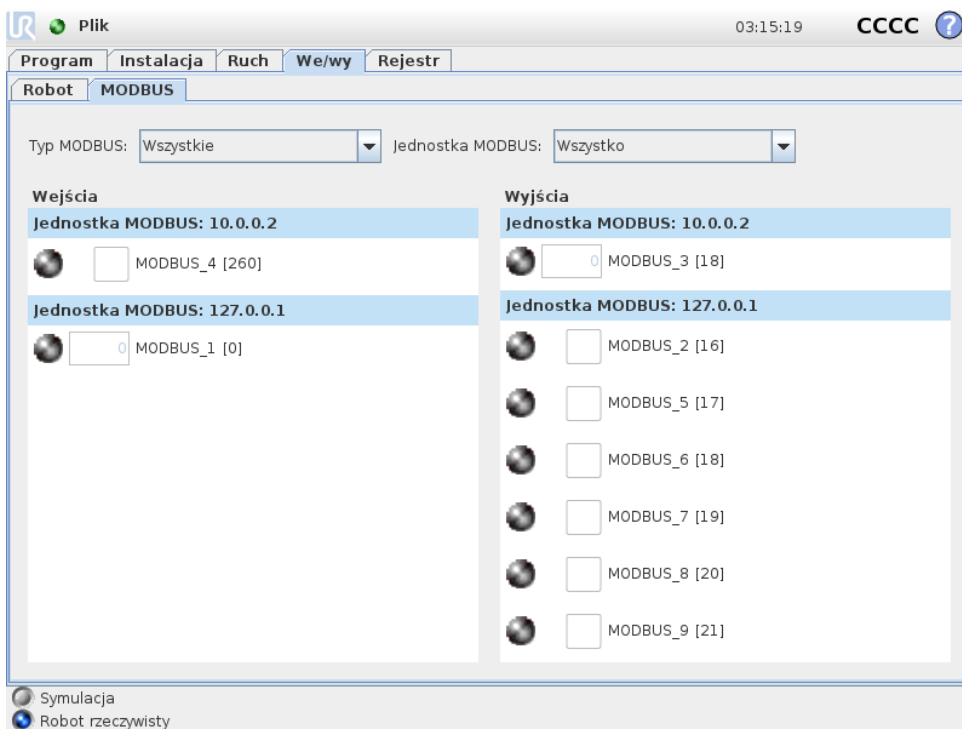 UR Plik 03:15:19 CCCC ?
Program Instalacja Ruch We/wy Rejestr
Robot MODBUS
Typ MODBUS: Wszystkie Jednostka MODBUS: Wszystko
Wejścia
Jednostka MODBUS: 10.0.0.2
MODBUS_4 [260]
Jednostka MODBUS: 127.0.0.1
0 MODBUS_1 [0]
Wyjścia
Jednostka MODBUS: 10.0.0.2
0 MODBUS_3 [18]
Jednostka MODBUS: 127.0.0.1
MODBUS_2 [16]
MODBUS_5 [17]
MODBUS_6 [18]
MODBUS_7 [19]
MODBUS_8 [20]
MODBUS_9 [21]
Symulacja
Robot rzeczywisty